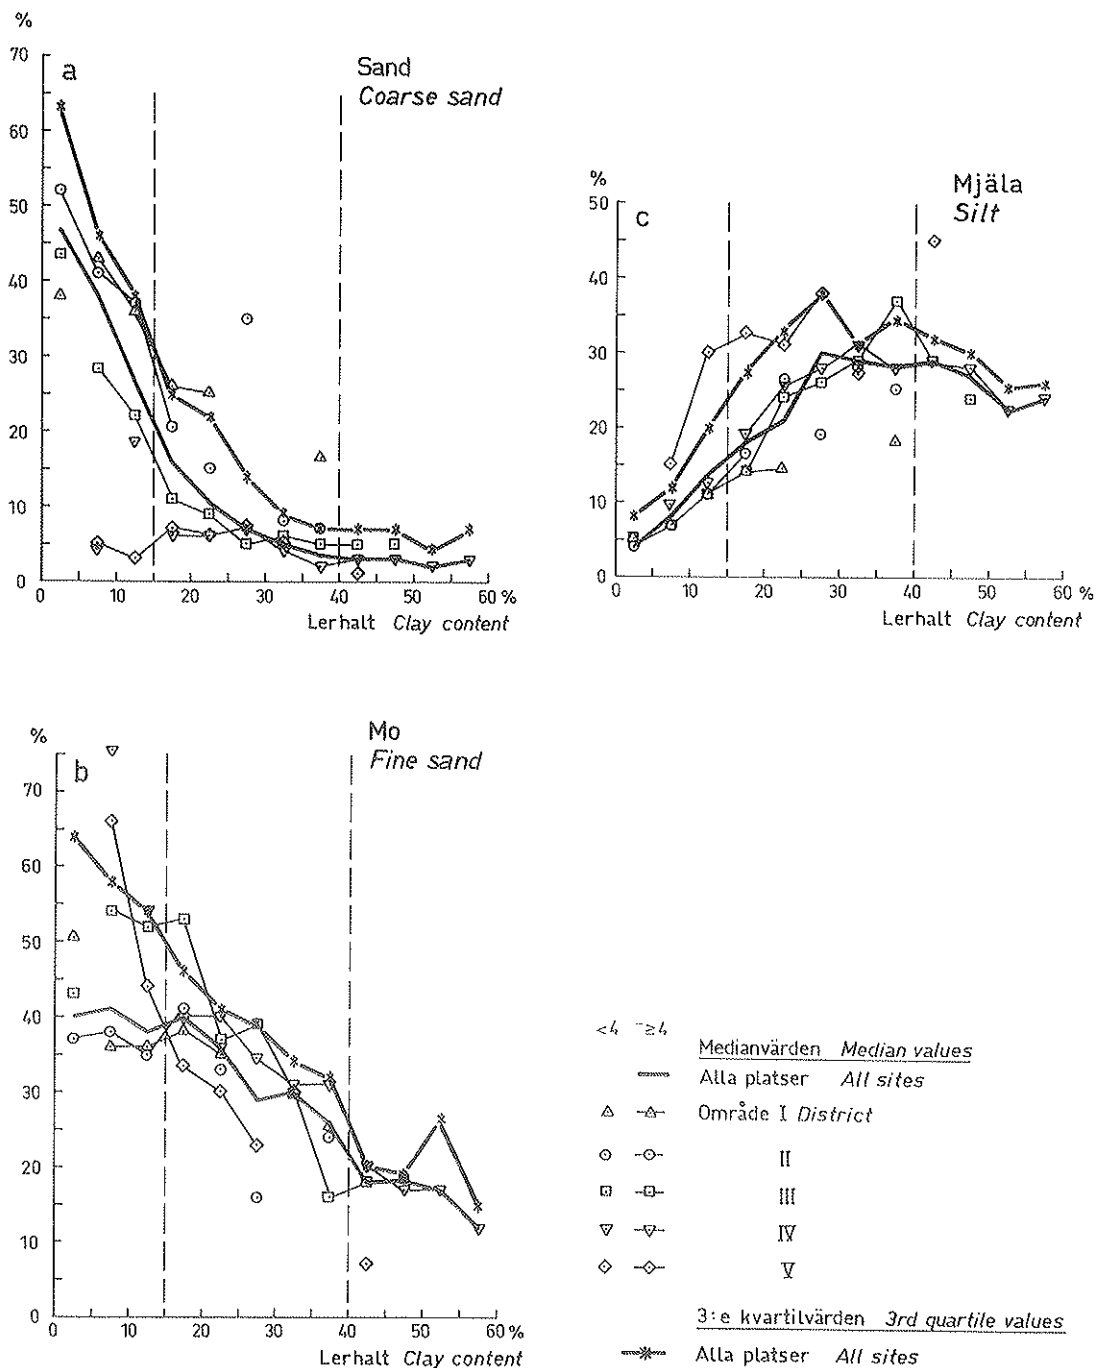 %
70
60
50
40
30
20
10
0
a
Sand
Coarse sand
0 10 20 30 40 50 60 %
Lerhalt Clay content
%
50
40
30
20
10
0
c
Mjäla
Silt
0 10 20 30 40 50 60 %
Lerhalt Clay content
%
70
60
50
40
30
20
10
0
b
Mo
Fine sand
0 10 20 30 40 50 60 %
Lerhalt Clay content
<4 ≥4
Medianvärden Median values
Alla platser All sites
Område I District
II
III
IV
V
3:e kvartilvärden 3rd quartile values
Alla platser All sites